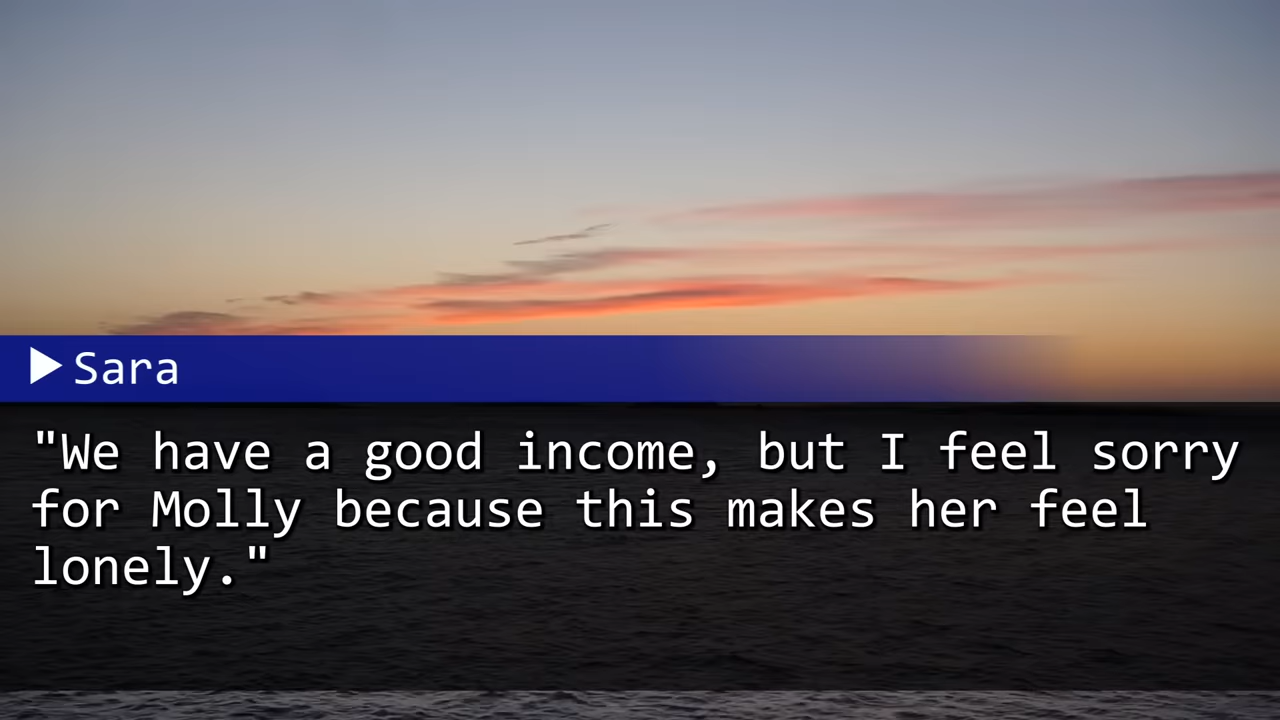 Sara
"We have a good income, but I feel sorry
for Molly because this makes her feel
lonely."